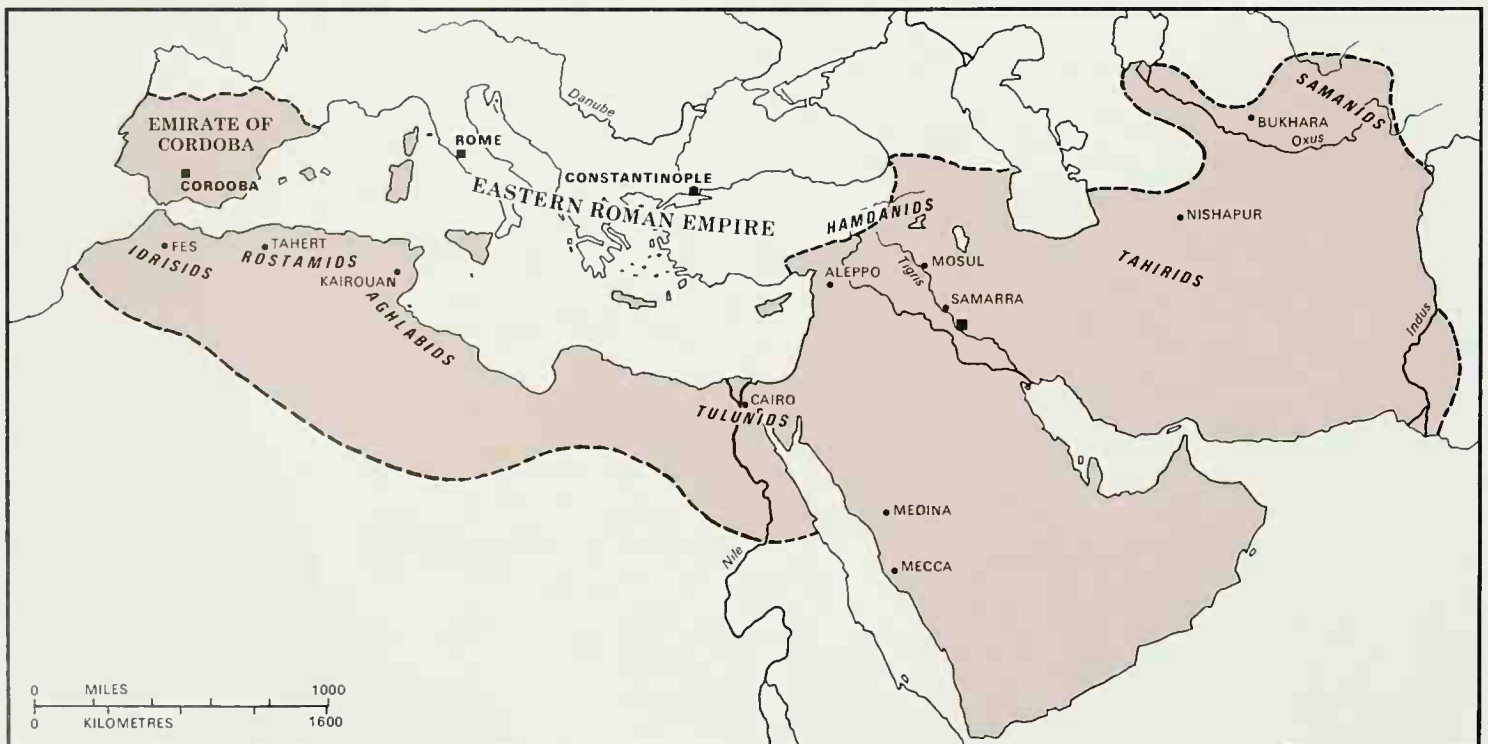 Danube
SAMANIDS
EMIRATE OF
CORDOBA
BUKHARA
Oxus
ROME
CONSTANTINOPLE
CORDOBA
EASTERN ROMAN EMPIRE
HAMDANIDS
NISHAPUR
FES
TAHERT
IDRISIDS
ROSTAMIDS
KAIROUAN
AGHLABIDS
MOSUL
Tigris
ALEPPO
TAHIRIDS
SAMARRA
Indus
CAIRO
TULUNIDS
MEDINA
Nile
MECCA
0 MILES 1000
0 KILOMETRES 1600